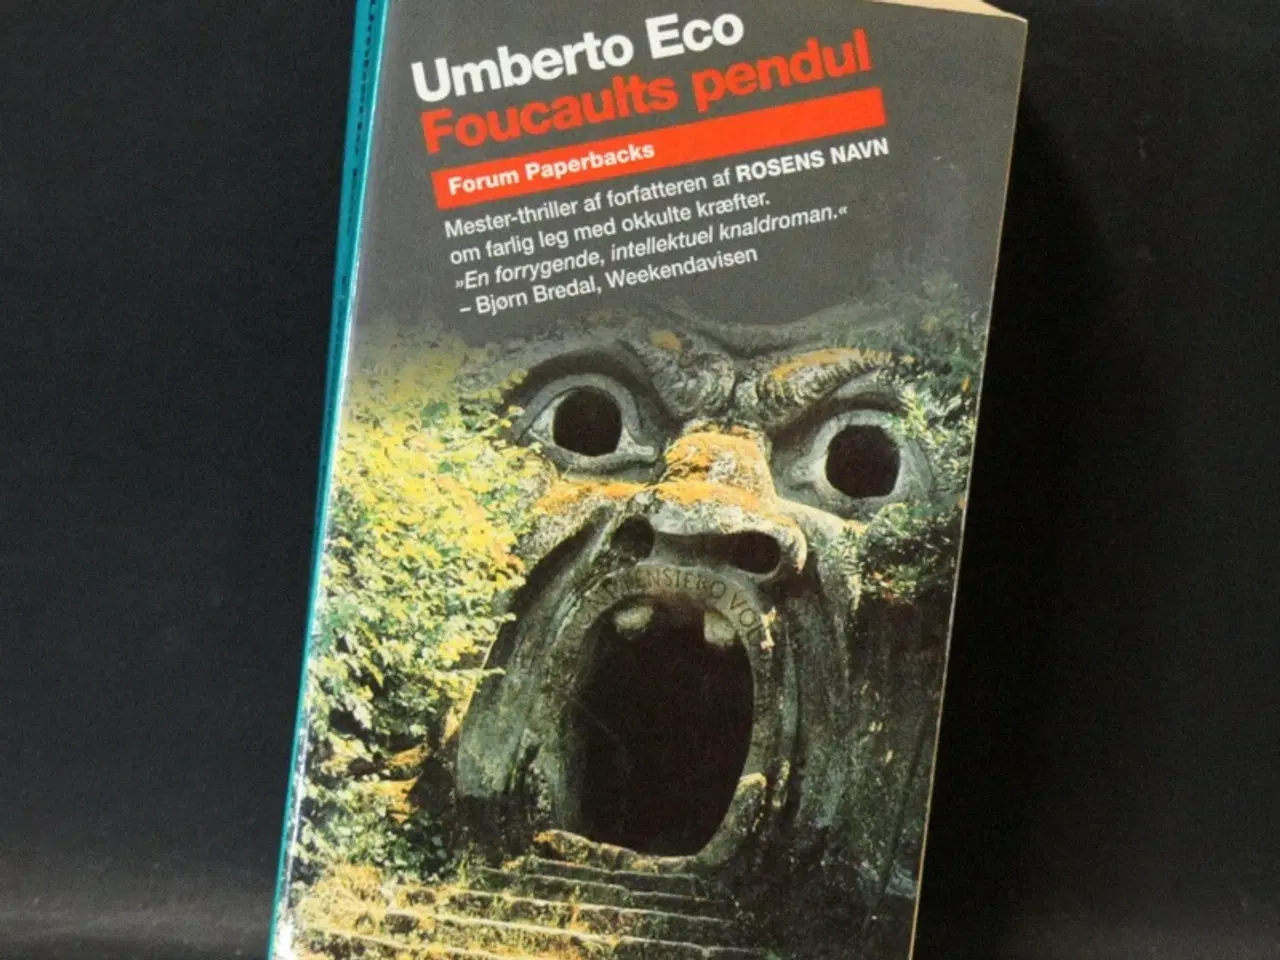 Umberto Eco
Foucaults pendul
Forum Paperbacks
Mester-thriller af forfatteren af ROSENS NAVN
om farlig leg med okkulte kræfter.
»En forrygende, intellektuel knaldroman.«
– Bjørn Bredal, Weekendavisen